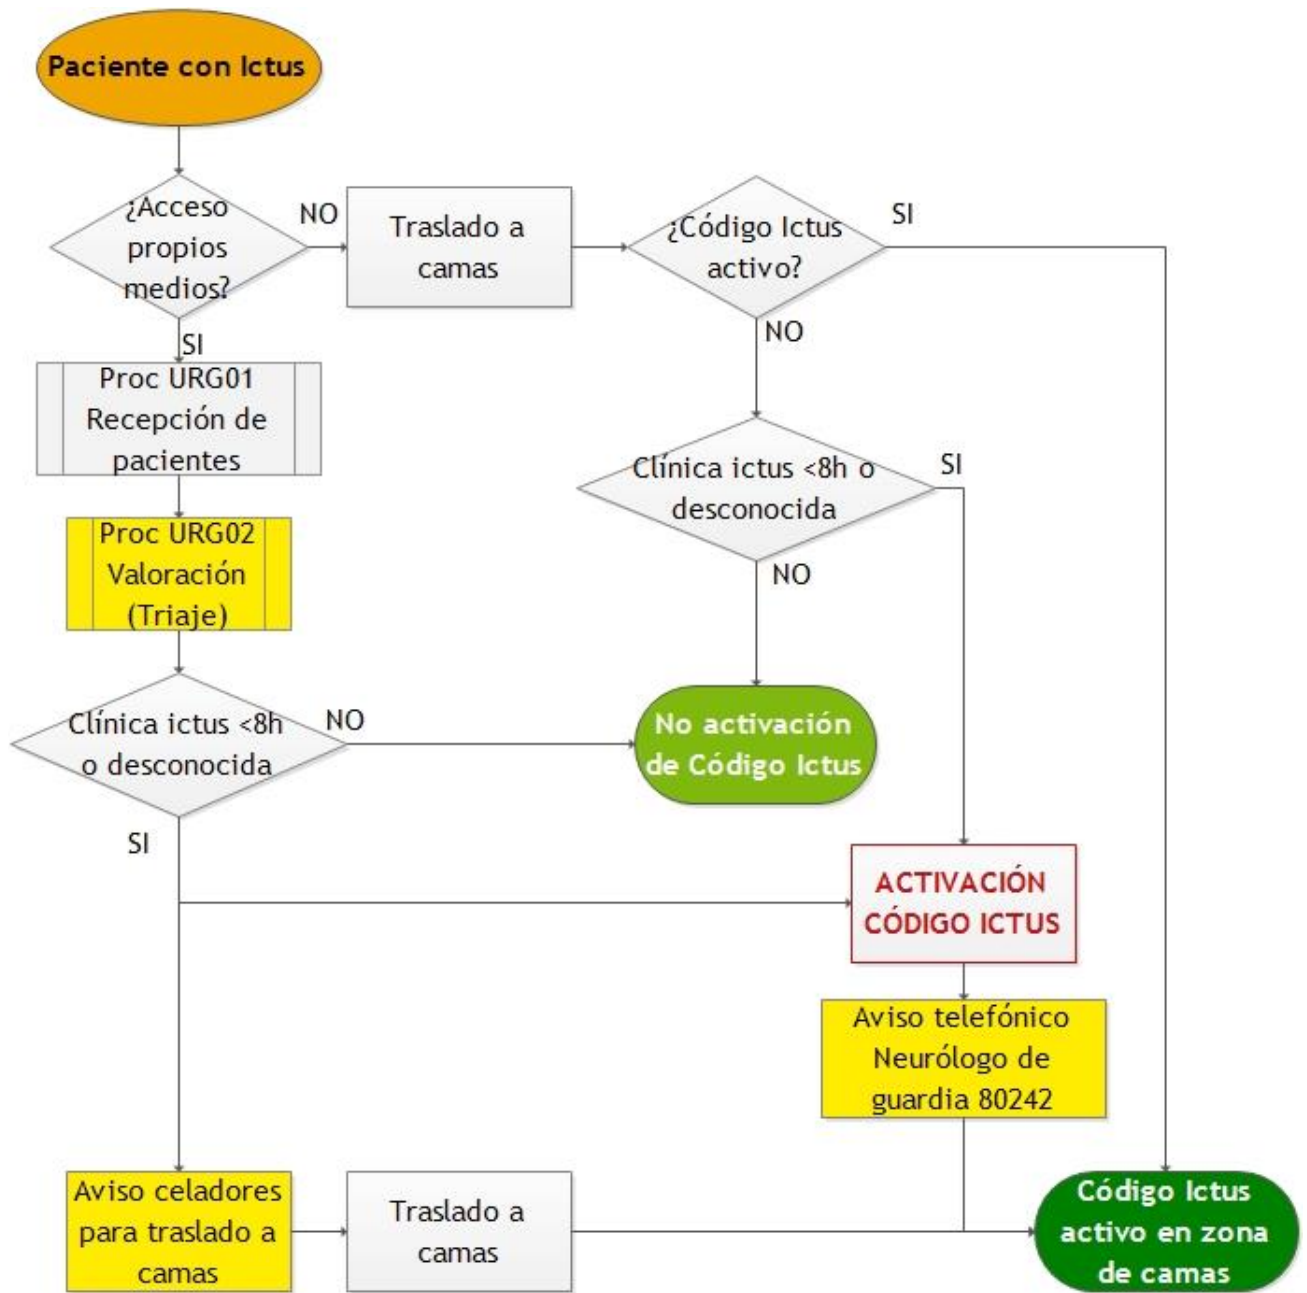 Paciente con Ictus
¿Acceso
propios
medios?
NO
Traslado a
camas
¿Código Ictus
activo?
SI
NO
SI
Proc URG01
Recepción de
pacientes
Clínica ictus <8h o
desconocida
SI
NO
Proc URG02
Valoración
(Triaje)
Clínica ictus <8h
o desconocida
NO
SI
No activación
de Código Ictus
ACTIVACIÓN
CÓDIGO ICTUS
Aviso telefónico
Neurólogo de
guardia 80242
Aviso celadores
para traslado a
camas
Traslado a
camas
Código Ictus
activo en zona
de camas